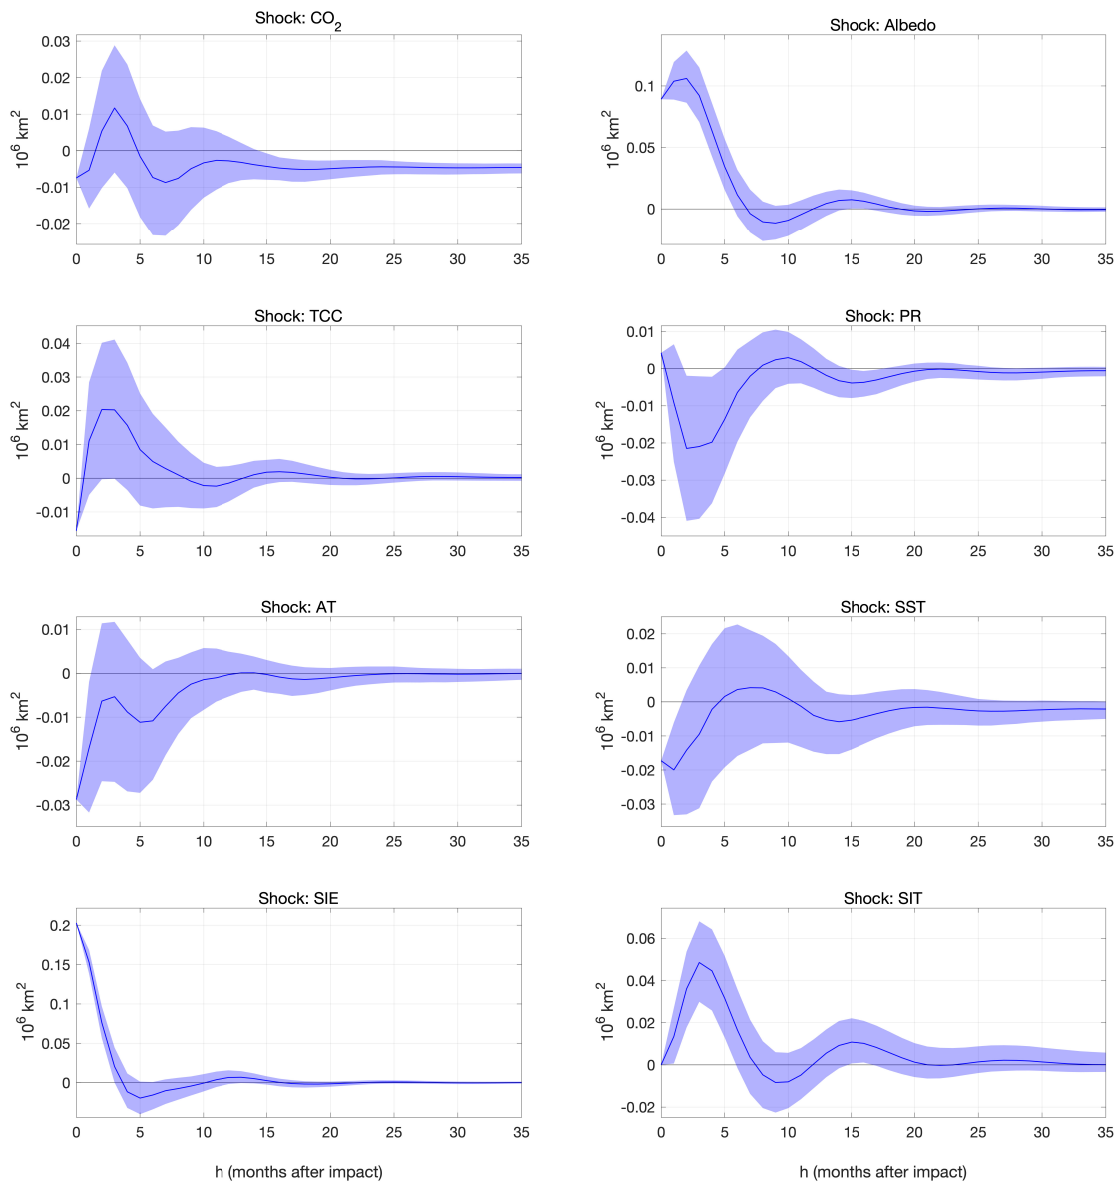 Shock: CO2
0.03
0.02
0.01
0
-0.01
-0.02
10^6 km^2
0 5 10 15 20 25 30 35
Shock: Albedo
0.1
0.05
0
10^6 km^2
0 5 10 15 20 25 30 35
Shock: TCC
0.04
0.03
0.02
0.01
0
-0.01
10^6 km^2
0 5 10 15 20 25 30 35
Shock: PR
0.01
0
-0.01
-0.02
-0.03
-0.04
10^6 km^2
0 5 10 15 20 25 30 35
Shock: AT
0.01
0
-0.01
-0.02
-0.03
10^6 km^2
0 5 10 15 20 25 30 35
Shock: SST
0.02
0.01
0
-0.01
-0.02
-0.03
10^6 km^2
0 5 10 15 20 25 30 35
Shock: SIE
0.2
0.15
0.1
0.05
0
10^6 km^2
0 5 10 15 20 25 30 35
h (months after impact)
Shock: SIT
0.06
0.04
0.02
0
-0.02
10^6 km^2
0 5 10 15 20 25 30 35
h (months after impact)